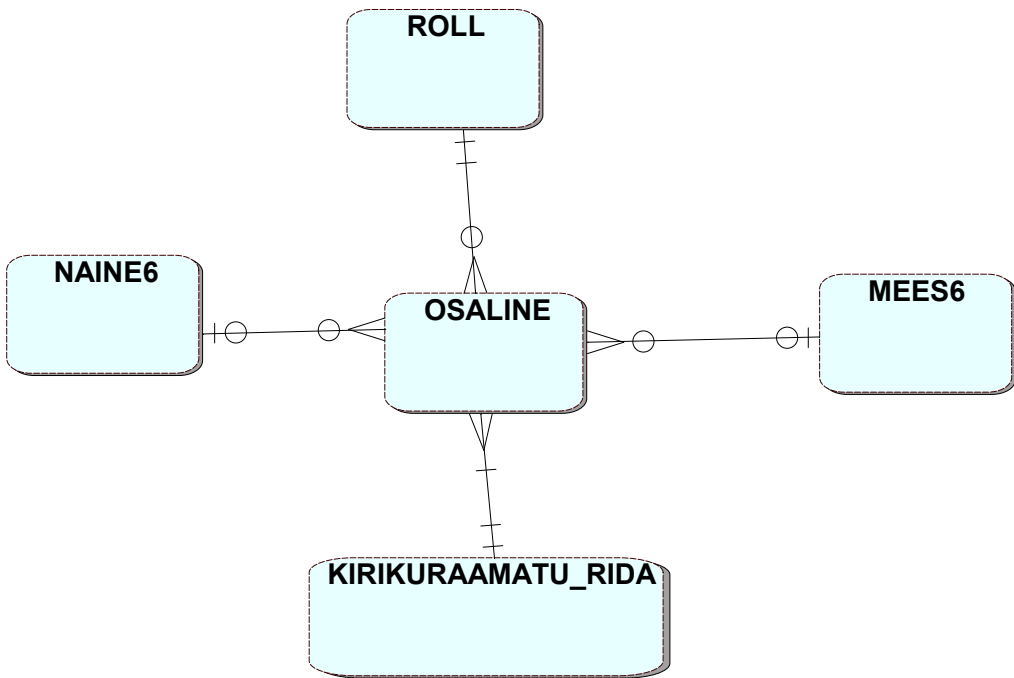 ROLL
NAINE6
OSALINE
MEES6
KIRIKURAAMATU_RIDA